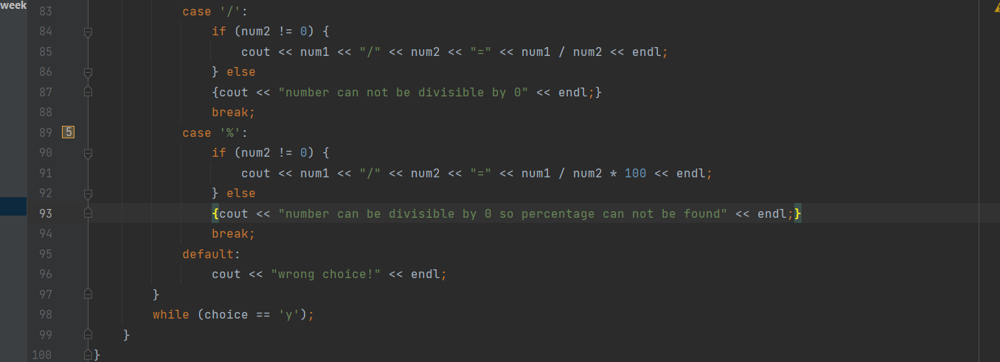 week
83 case '/':
84 if (num2 != 0) {
85 cout << num1 << "/" << num2 << "=" << num1 / num2 << endl;
86 } else
87 {cout << "number can not be divisible by 0" << endl;}
88 break;
89 5 case '%':
90 if (num2 != 0) {
91 cout << num1 << "/" << num2 << "=" << num1 / num2 * 100 << endl;
92 } else
93 {cout << "number can be divisible by 0 so percentage can not be found" << endl;}
94 break;
95 default:
96 cout << "wrong choice!" << endl;
97 }
98 while (choice == 'y');
99 }
100 }